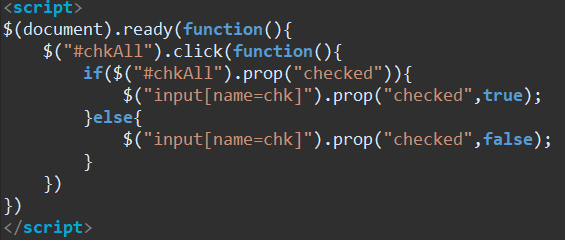 <script>
$(document).ready(function(){
    $("#chkAll").click(function(){
        if($("#chkAll").prop("checked")){
            $("input[name=chk]").prop("checked",true);
        }else{
            $("input[name=chk]").prop("checked",false);
        }
    })
})
</script>